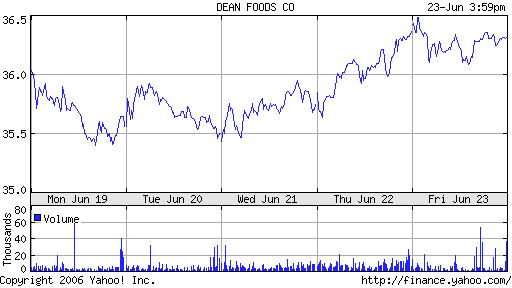 DEAN FOODS CO 23-Jun 3:59pm
36.5
36.0
35.5
35.0
Mon Jun 19 Tue Jun 20 Wed Jun 21 Thu Jun 22 Fri Jun 23
80
60
40
20
0
Thousands
Volume
Copyright 2006 Yahoo! Inc. http://finance.yahoo.com/